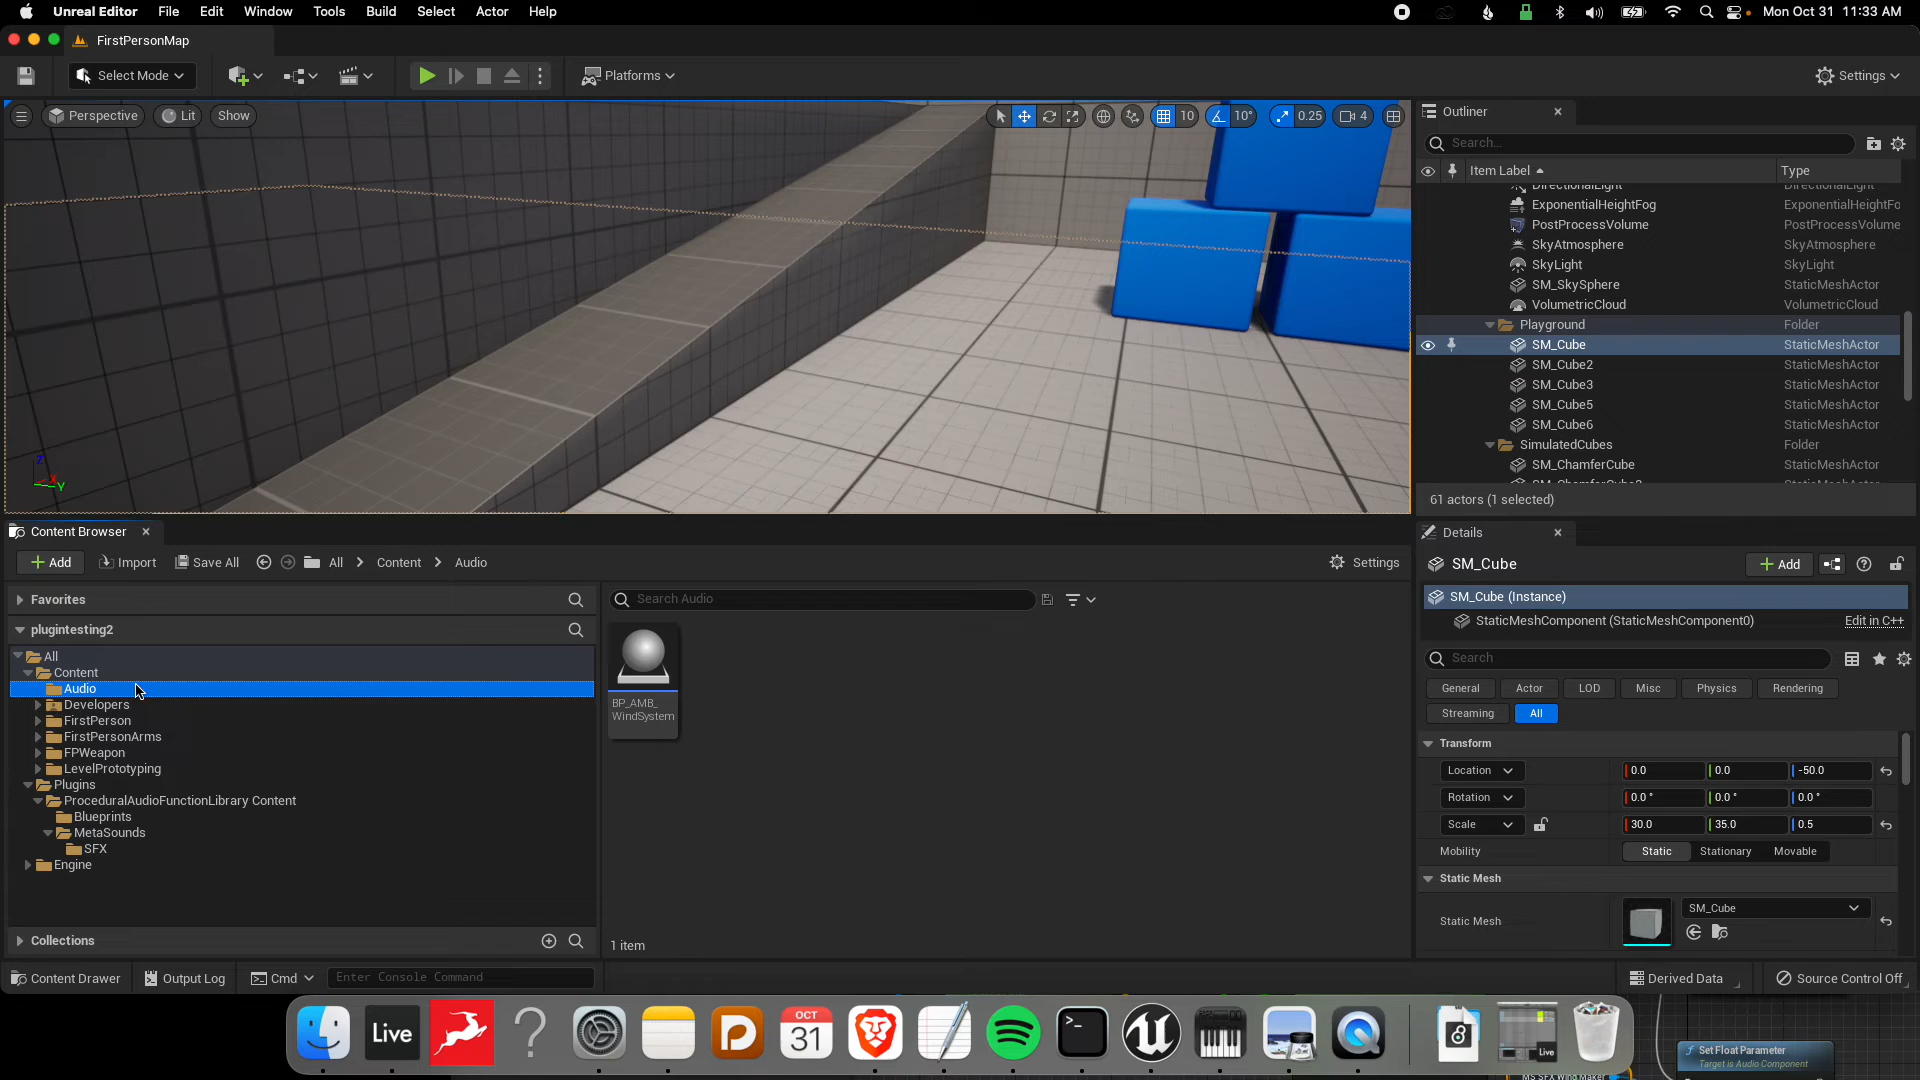 Unreal Editor File Edit Window Tools Build Select Actor Help Mon Oct 31 11:33 AM
FirstPersonMap
Select Mode Platforms Settings
Perspective Lit Show 10 10° 0.25 4
Outliner
Search...
Item Label Type
DirectionalLight DirectionalLight
ExponentialHeightFog ExponentialHeightFo
PostProcessVolume PostProcessVolume
SkyAtmosphere SkyAtmosphere
SkyLight SkyLight
SM_SkySphere StaticMeshActor
VolumetricCloud VolumetricCloud
Playground Folder
SM_Cube StaticMeshActor
SM_Cube2 StaticMeshActor
SM_Cube3 StaticMeshActor
SM_Cube5 StaticMeshActor
SM_Cube6 StaticMeshActor
SimulatedCubes Folder
SM_ChamferCube StaticMeshActor
61 actors (1 selected)
Z X Y
Content Browser
Add Import Save All All Content Audio Settings
Favorites
plugintesting2
All
Content
Audio
Developers
FirstPerson
FirstPersonArms
FPWeapon
LevelPrototyping
Plugins
ProceduralAudioFunctionLibrary Content
Blueprints
MetaSounds
SFX
Engine
Collections
Search Audio
BP_AMB_
WindSystem
1 item
Details
SM_Cube Add
SM_Cube (Instance)
StaticMeshComponent (StaticMeshComponent0) Edit in C++
Search
General Actor LOD Misc Physics Rendering
Streaming All
Transform
Location 0.0 0.0 -50.0
Rotation 0.0 ° 0.0 ° 0.0 °
Scale 30.0 35.0 0.5
Mobility Static Stationary Movable
Static Mesh
Static Mesh SM_Cube
Content Drawer Output Log Cmd Enter Console Command Derived Data Source Control Off
Live OCT
31 Live
Set Float Parameter
Target is Audio Component
MS SFX Wind Maker